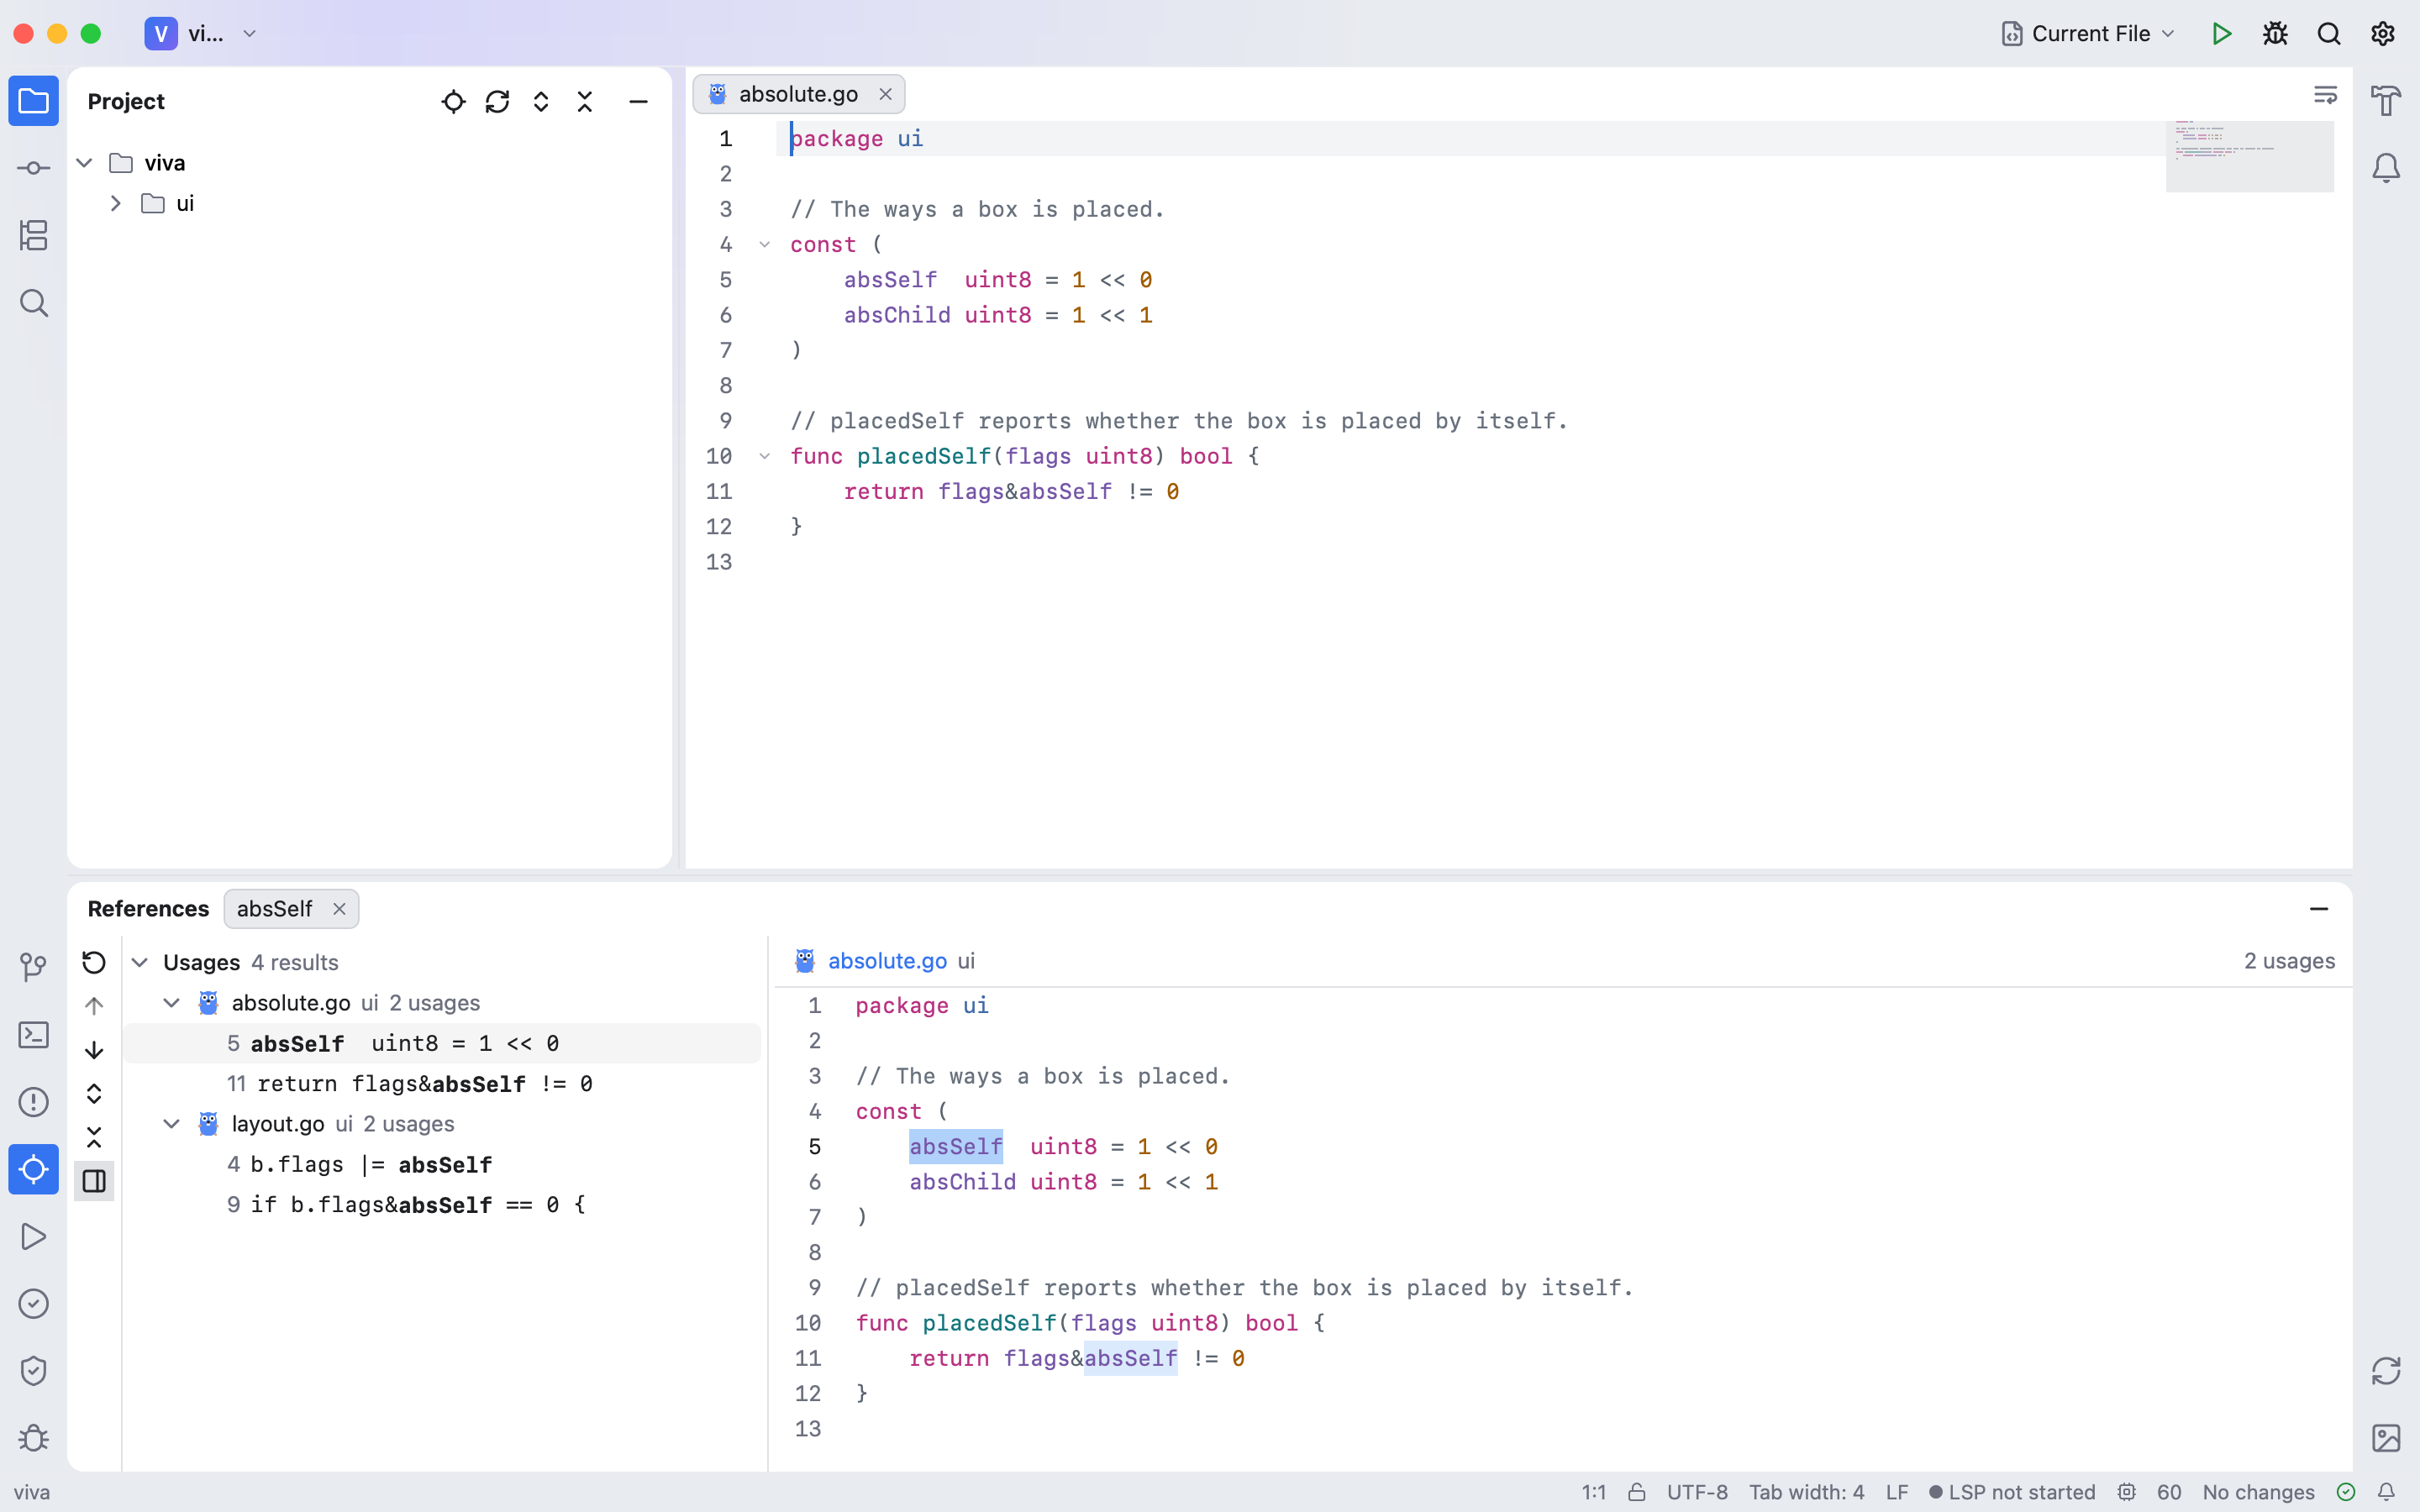 V vi...
Current File
Project
viva
ui
absolute.go
1 package ui
2
3 // The ways a box is placed.
4 const (
5 absSelf  uint8 = 1 << 0
6 absChild uint8 = 1 << 1
7 )
8
9 // placedSelf reports whether the box is placed by itself.
10 func placedSelf(flags uint8) bool {
11 return flags&absSelf != 0
12 }
13
References absSelf
Usages 4 results
absolute.go ui 2 usages
5 absSelf  uint8 = 1 << 0
11 return flags&absSelf != 0
layout.go ui 2 usages
4 b.flags |= absSelf
9 if b.flags&absSelf == 0 {
absolute.go ui 2 usages
1 package ui
2
3 // The ways a box is placed.
4 const (
5 absSelf  uint8 = 1 << 0
6 absChild uint8 = 1 << 1
7 )
8
9 // placedSelf reports whether the box is placed by itself.
10 func placedSelf(flags uint8) bool {
11 return flags&absSelf != 0
12 }
13
viva 1:1 UTF-8 Tab width: 4 LF LSP not started 60 No changes